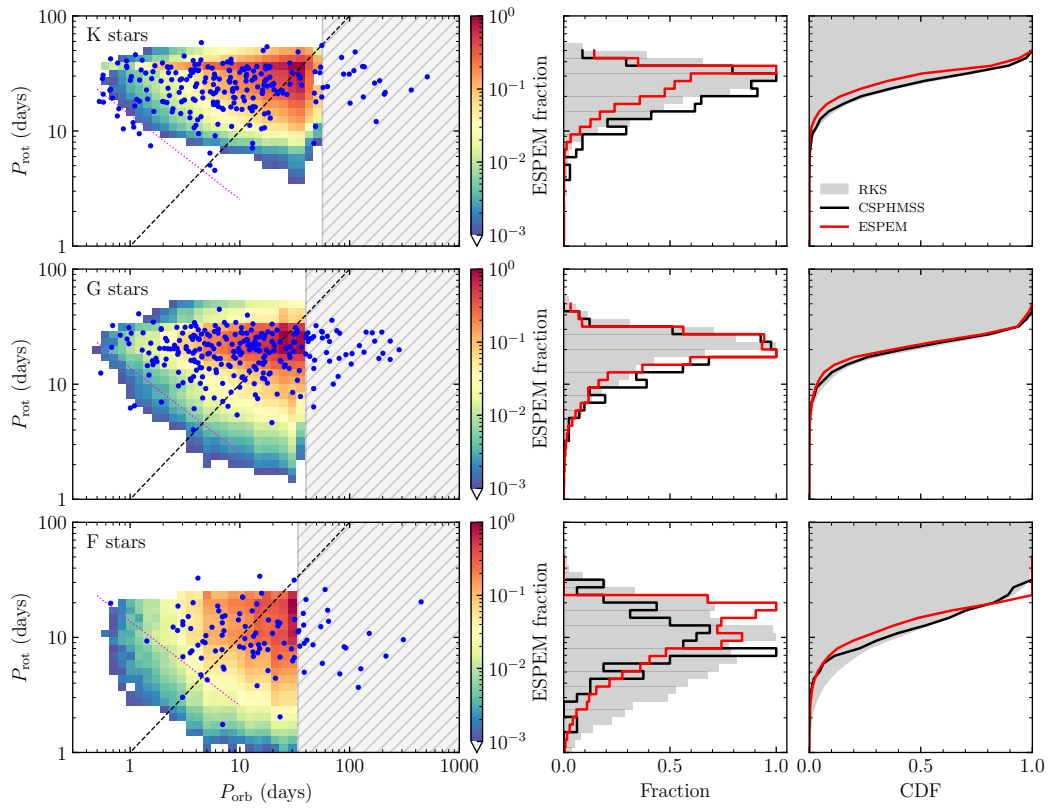 K stars
P_rot (days)
100
10
1
10^0
10^-1
10^-2
10^-3
ESPEM fraction
RKS
CSPHMSS
ESPEM
G stars
P_rot (days)
100
10
1
10^0
10^-1
10^-2
10^-3
ESPEM fraction
F stars
P_rot (days)
100
10
1
10^0
10^-1
10^-2
10^-3
ESPEM fraction
1 10 100 1000
P_orb (days)
0.0 0.5 1.0
Fraction
0.0 0.5 1.0
CDF